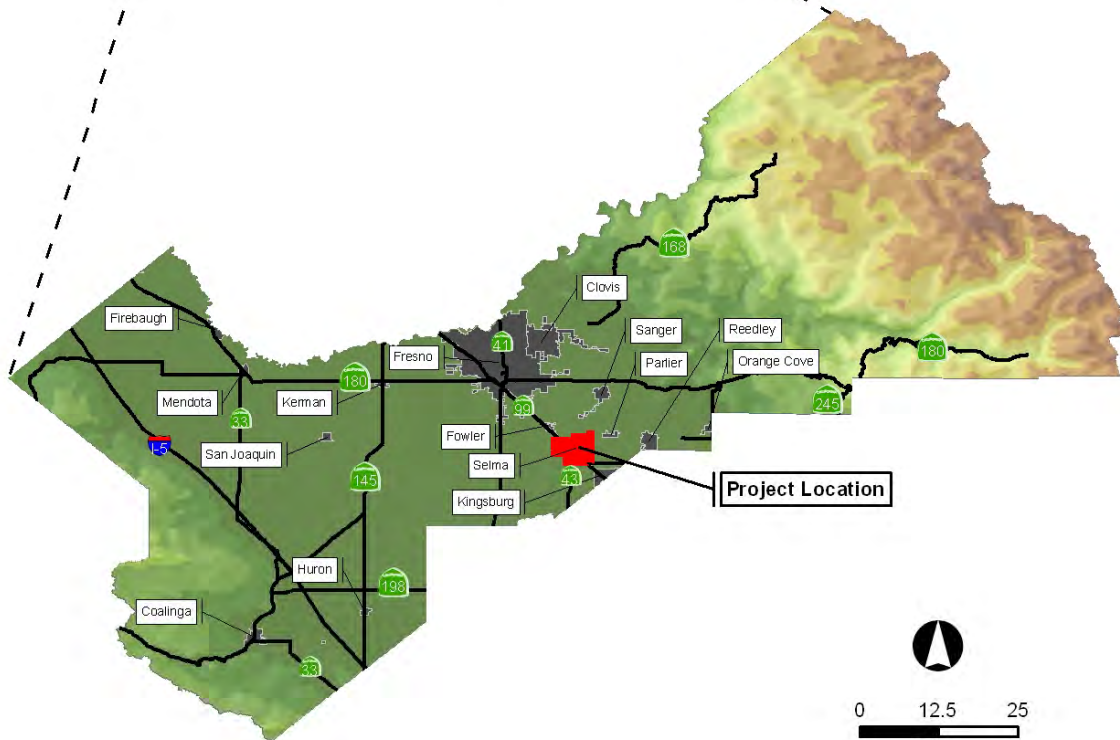 168
Clovis
Firebaugh
Sanger
Reedley
41
Fresno
Parlier
Orange Cove
180
180
Mendota
Kerman
99
245
33
Fowler
I-5
San Joaquin
Selma
145
43
Kingsburg
Project Location
Huron
198
Coalinga
33
0 12.5 25